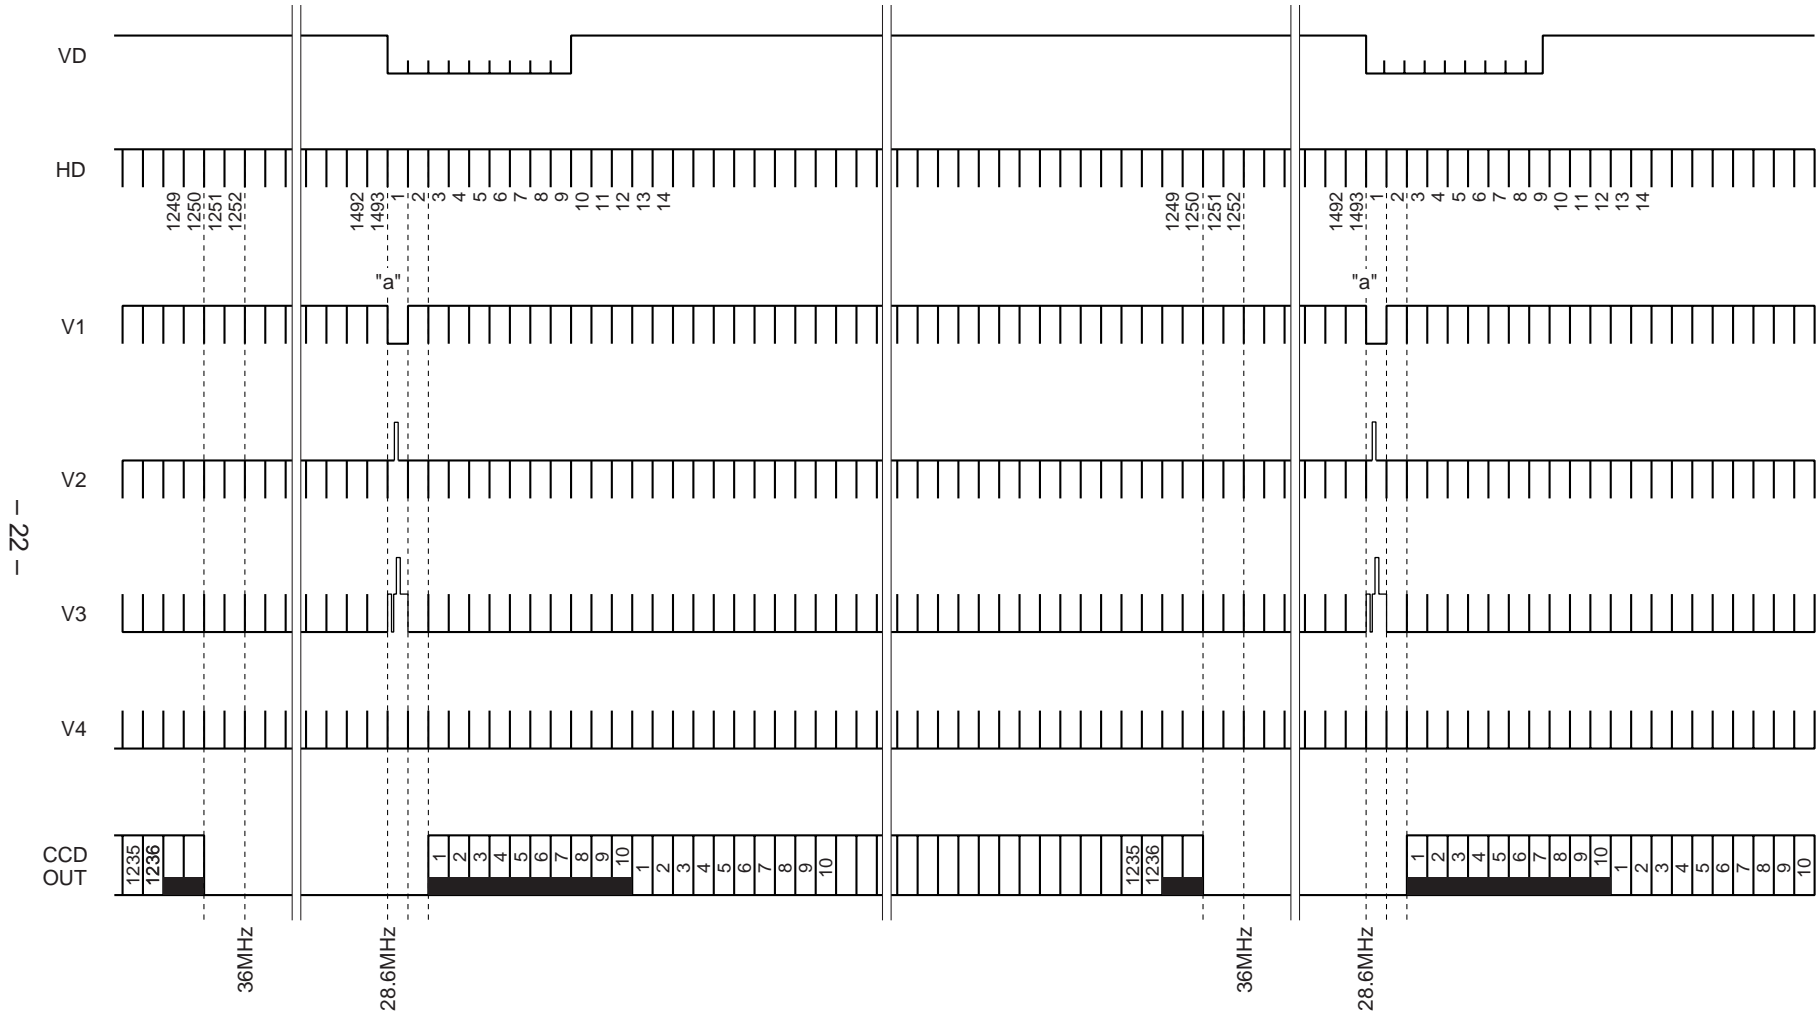 VD
HD
1249 1250 1251 1252 1492 1493 1 2 3 4 5 6 7 8 9 10 11 12 13 14 1249 1250 1251 1252 1492 1493 1 2 3 4 5 6 7 8 9 10 11 12 13 14
"a" "a"
V1
V2
– 22 –
V3
V4
CCD
OUT
1235 1236 1 2 3 4 5 6 7 8 9 10 1 2 3 4 5 6 7 8 9 10 1235 1236 1 2 3 4 5 6 7 8 9 10 1 2 3 4 5 6 7 8 9 10
36MHz 28.6MHz 36MHz 28.6MHz